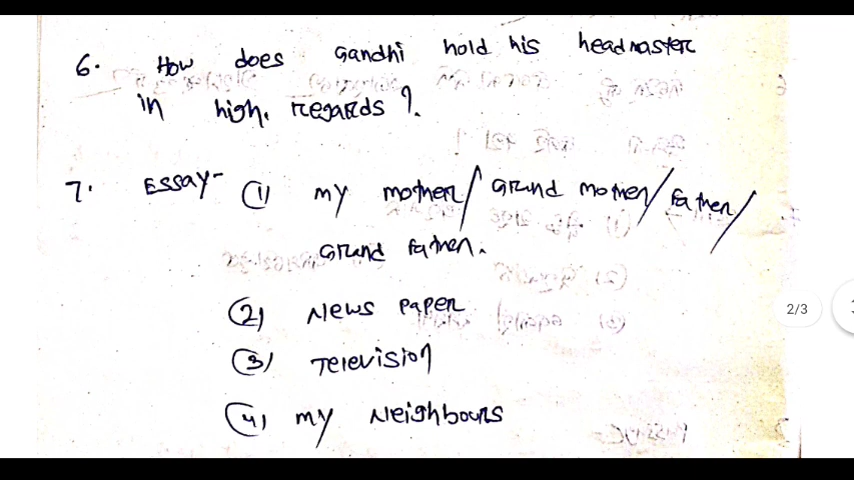 6. How does Gandhi hold his headmaster
in high. regards ?.
7. Essay- (1) my mother/ Grand mother/ Father/
Grand Father.
(2) News Paper
2/3
(3) Television
(4) my Neighbours